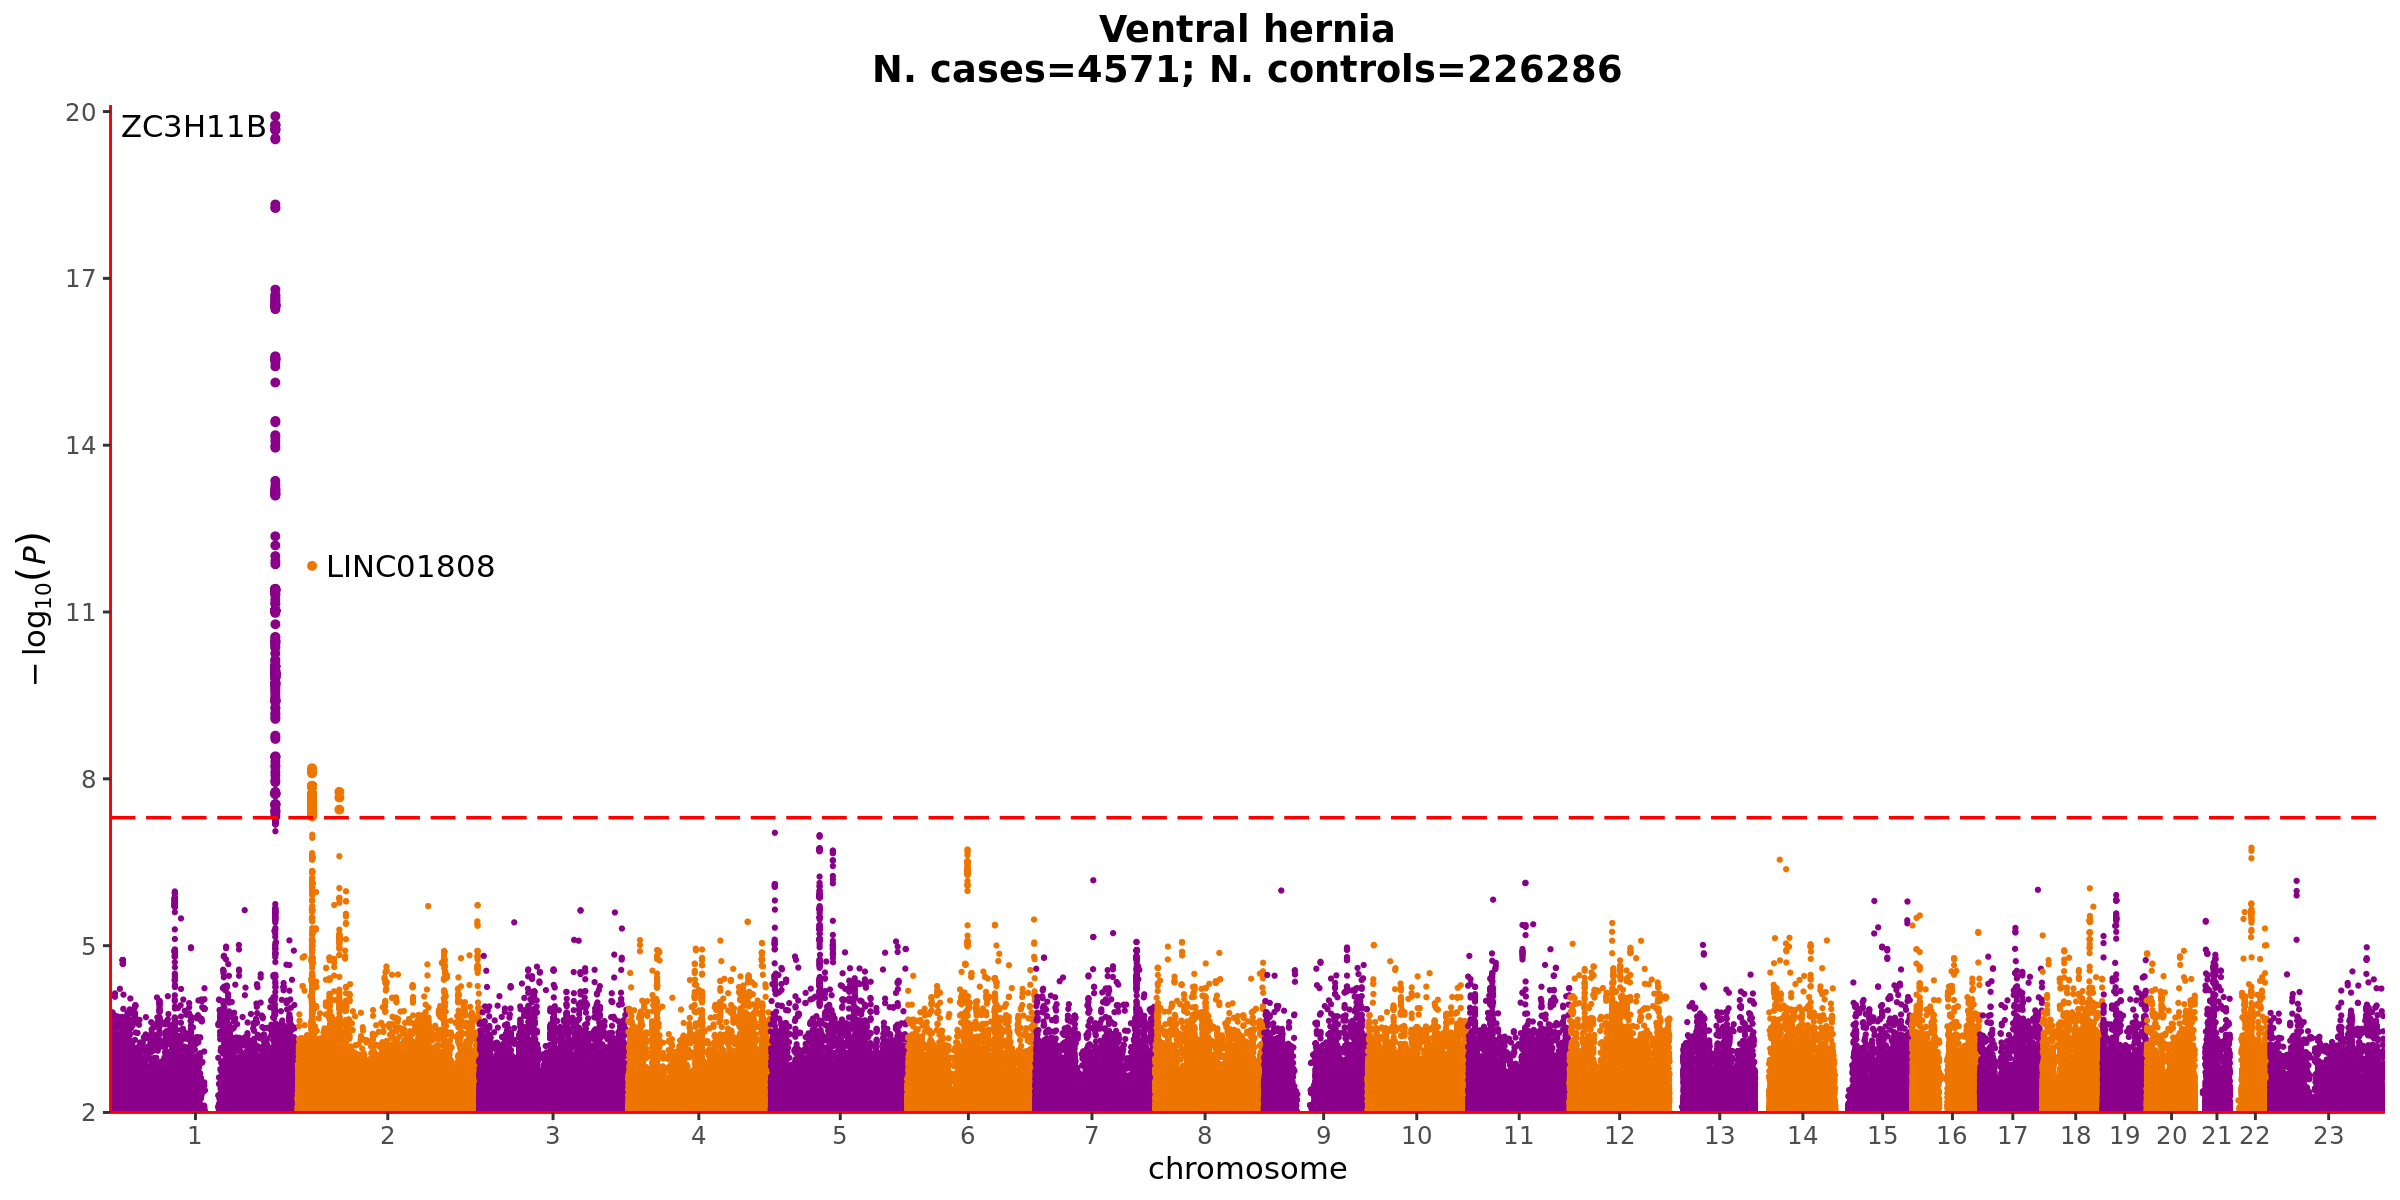 Ventral hernia
N. cases=4571; N. controls=226286
20
ZC3H11B
17
14
LINC01808
11
8
5
2
−log10(P)
1 2 3 4 5 6 7 8 9 10 11 12 13 14 15 16 17 18 19 20 21 22 23
chromosome